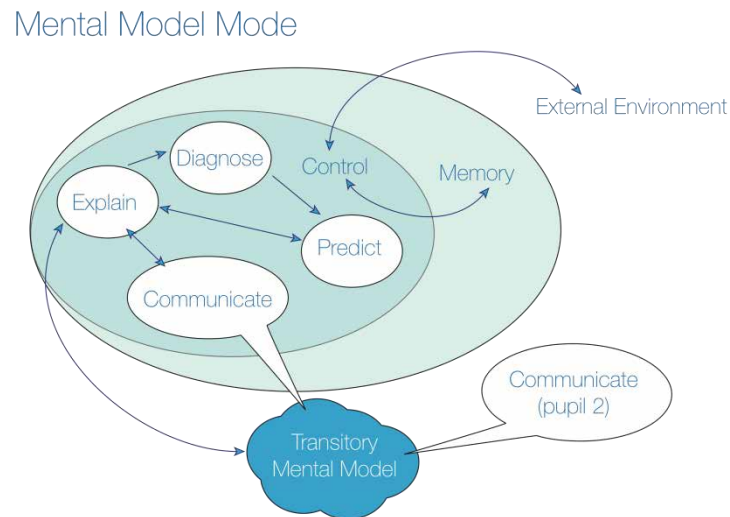 Mental Model Mode
External Environment
Diagnose
Control
Memory
Explain
Predict
Communicate
Communicate
(pupil 2)
Transitory
Mental Model